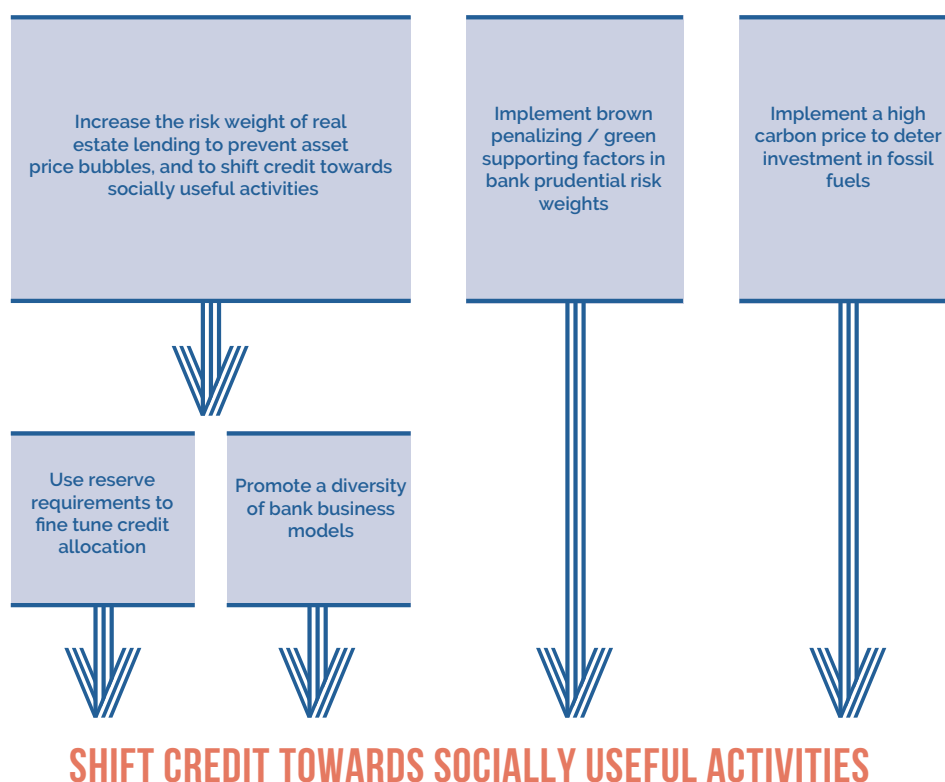 Increase the risk weight of real
estate lending to prevent asset
price bubbles, and to shift credit towards
socially useful activities
Implement brown
penalizing / green
supporting factors in
bank prudential risk
weights
Implement a high
carbon price to deter
investment in fossil
fuels
Use reserve
requirements to
fine tune credit
allocation
Promote a diversity
of bank business
models
SHIFT CREDIT TOWARDS SOCIALLY USEFUL ACTIVITIES